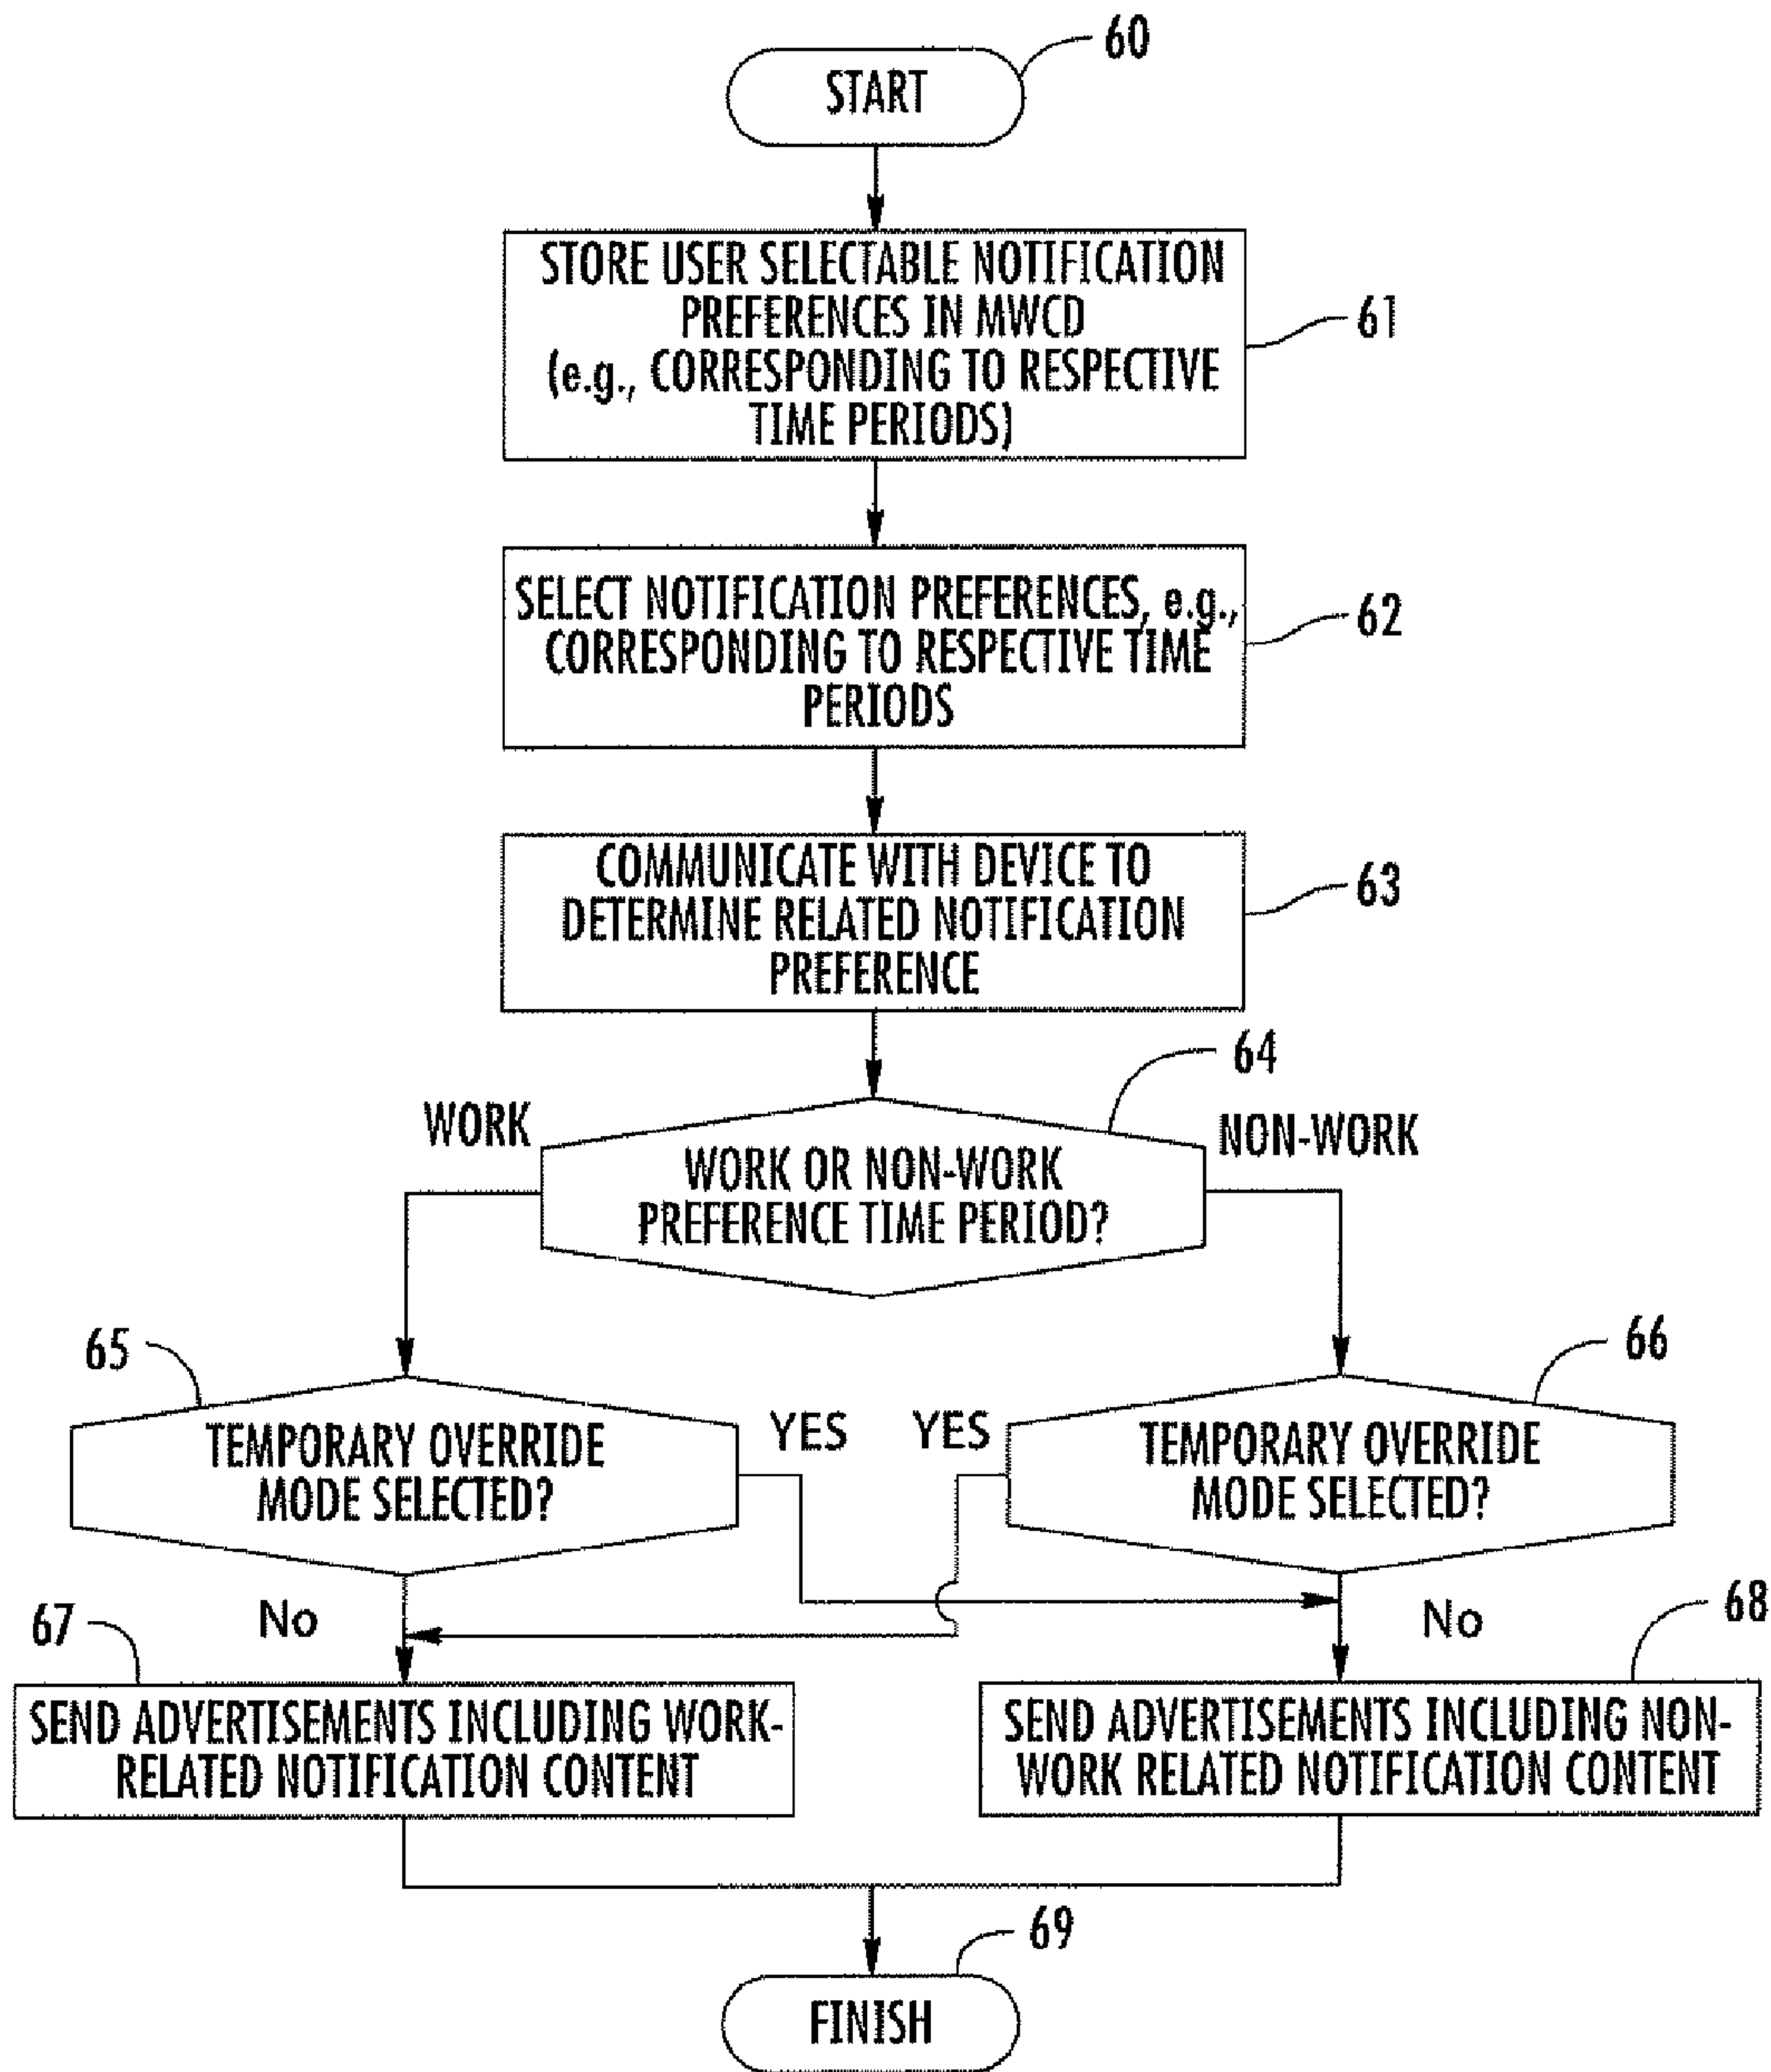 60
START
STORE USER SELECTABLE NOTIFICATION
PREFERENCES IN MWCD
(e.g., CORRESPONDING TO RESPECTIVE
TIME PERIODS)
61
SELECT NOTIFICATION PREFERENCES, e.g.,
CORRESPONDING TO RESPECTIVE TIME
PERIODS
62
COMMUNICATE WITH DEVICE TO
DETERMINE RELATED NOTIFICATION
PREFERENCE
63
64
WORK
NON-WORK
WORK OR NON-WORK
PREFERENCE TIME PERIOD?
65
66
TEMPORARY OVERRIDE
MODE SELECTED?
YES
YES
TEMPORARY OVERRIDE
MODE SELECTED?
67
No
No
68
SEND ADVERTISEMENTS INCLUDING WORK-
RELATED NOTIFICATION CONTENT
SEND ADVERTISEMENTS INCLUDING NON-
WORK RELATED NOTIFICATION CONTENT
69
FINISH